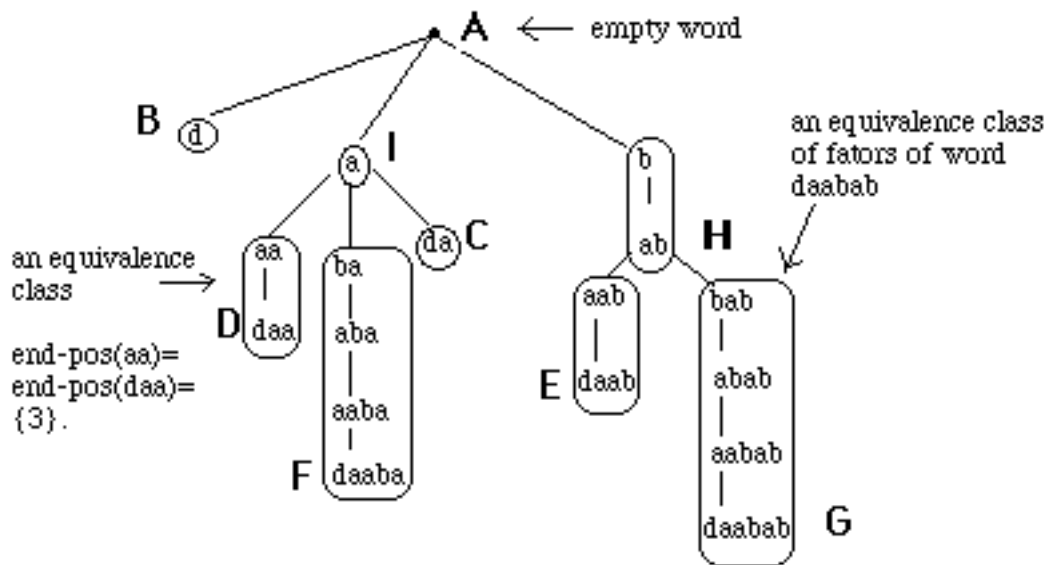 A
empty word
B
d
I
a
b
ab
H
an equivalence class
of fators of word
daabab
an equivalence
class
D
aa
daa
end-pos(aa)=
end-pos(daa)=
{3}.
ba
aba
aaba
daaba
F
da
C
aab
daab
E
bab
abab
aabab
daabab
G